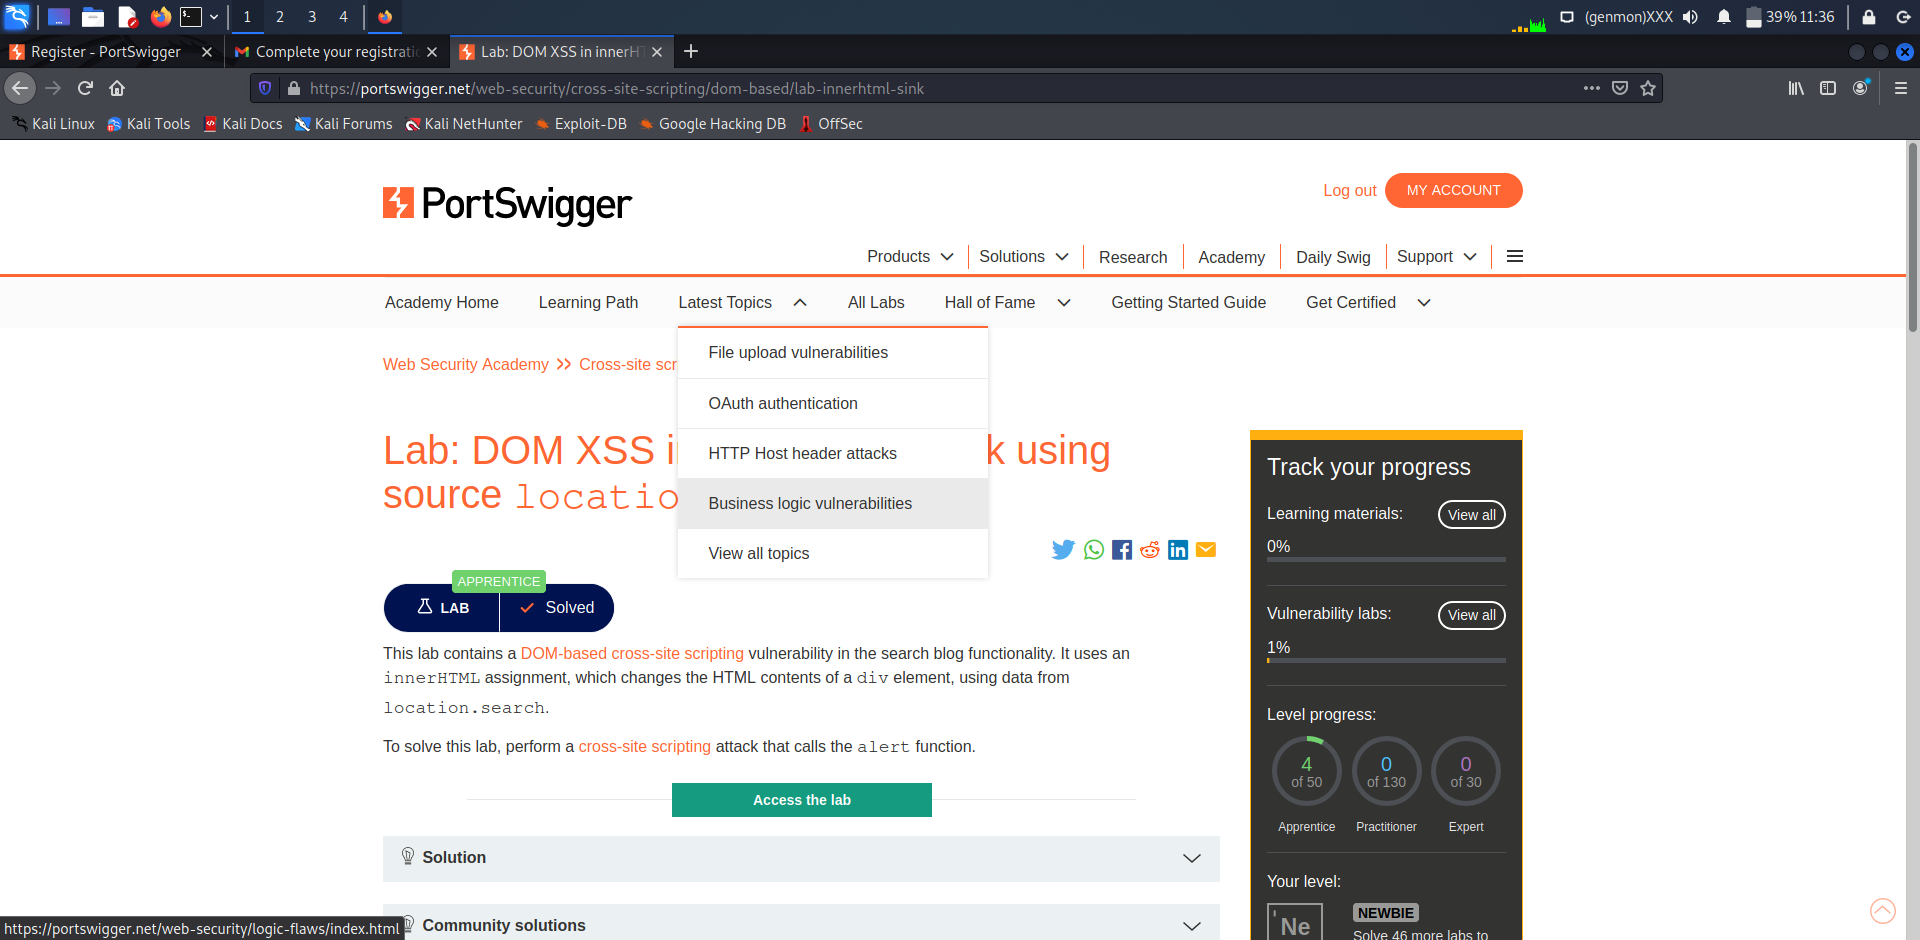 1 2 3 4 (genmon)XXX 39% 11:36
Register - PortSwigger Complete your registratio Lab: DOM XSS in innerHT
https://portswigger.net/web-security/cross-site-scripting/dom-based/lab-innerhtml-sink
Kali Linux Kali Tools Kali Docs Kali Forums Kali NetHunter Exploit-DB Google Hacking DB OffSec
PortSwigger
Log out MY ACCOUNT
Products Solutions Research Academy Daily Swig Support
Academy Home Learning Path Latest Topics All Labs Hall of Fame Getting Started Guide Get Certified
File upload vulnerabilities
OAuth authentication
HTTP Host header attacks
Business logic vulnerabilities
View all topics
Web Security Academy >> Cross-site scr
Lab: DOM XSS i k using
source locatio
APPRENTICE
LAB Solved
This lab contains a DOM-based cross-site scripting vulnerability in the search blog functionality. It uses an
innerHTML assignment, which changes the HTML contents of a div element, using data from
location.search.
To solve this lab, perform a cross-site scripting attack that calls the alert function.
Access the lab
Solution
Community solutions
Track your progress
Learning materials: View all
0%
Vulnerability labs: View all
1%
Level progress:
4 0 0
of 50 of 130 of 30
Apprentice Practitioner Expert
Your level:
Ne NEWBIE
Solve 46 more labs to
https://portswigger.net/web-security/logic-flaws/index.html